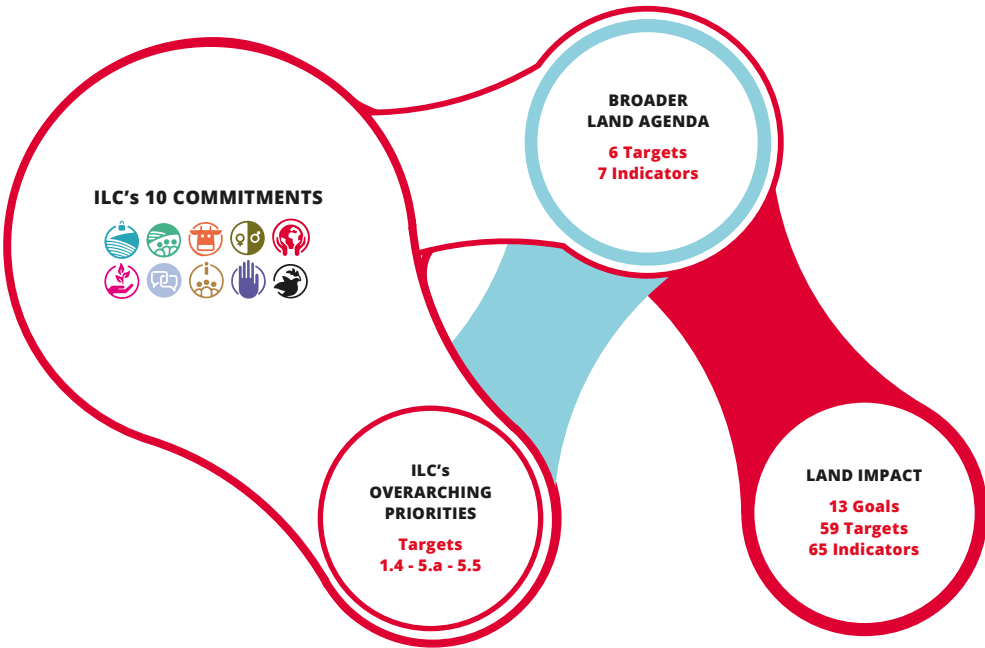 ILC's 10 COMMITMENTS
BROADER
LAND AGENDA
6 Targets
7 Indicators
ILC's
OVERARCHING
PRIORITIES
Targets
1.4 - 5.a - 5.5
LAND IMPACT
13 Goals
59 Targets
65 Indicators